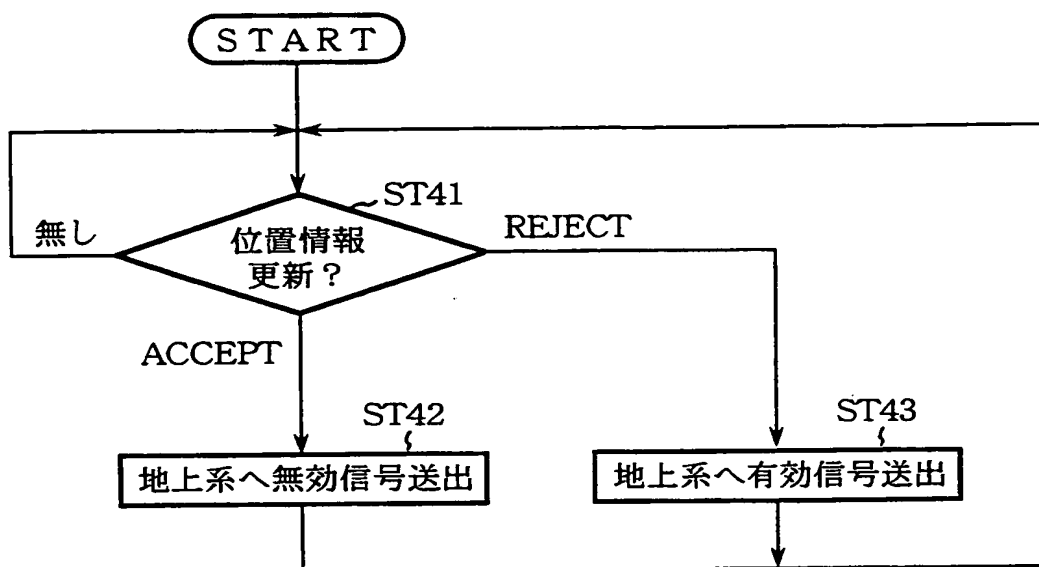 START
ST41
無し
位置情報
更新?
REJECT
ACCEPT
ST42
ST43
地上系へ無効信号送出
地上系へ有効信号送出